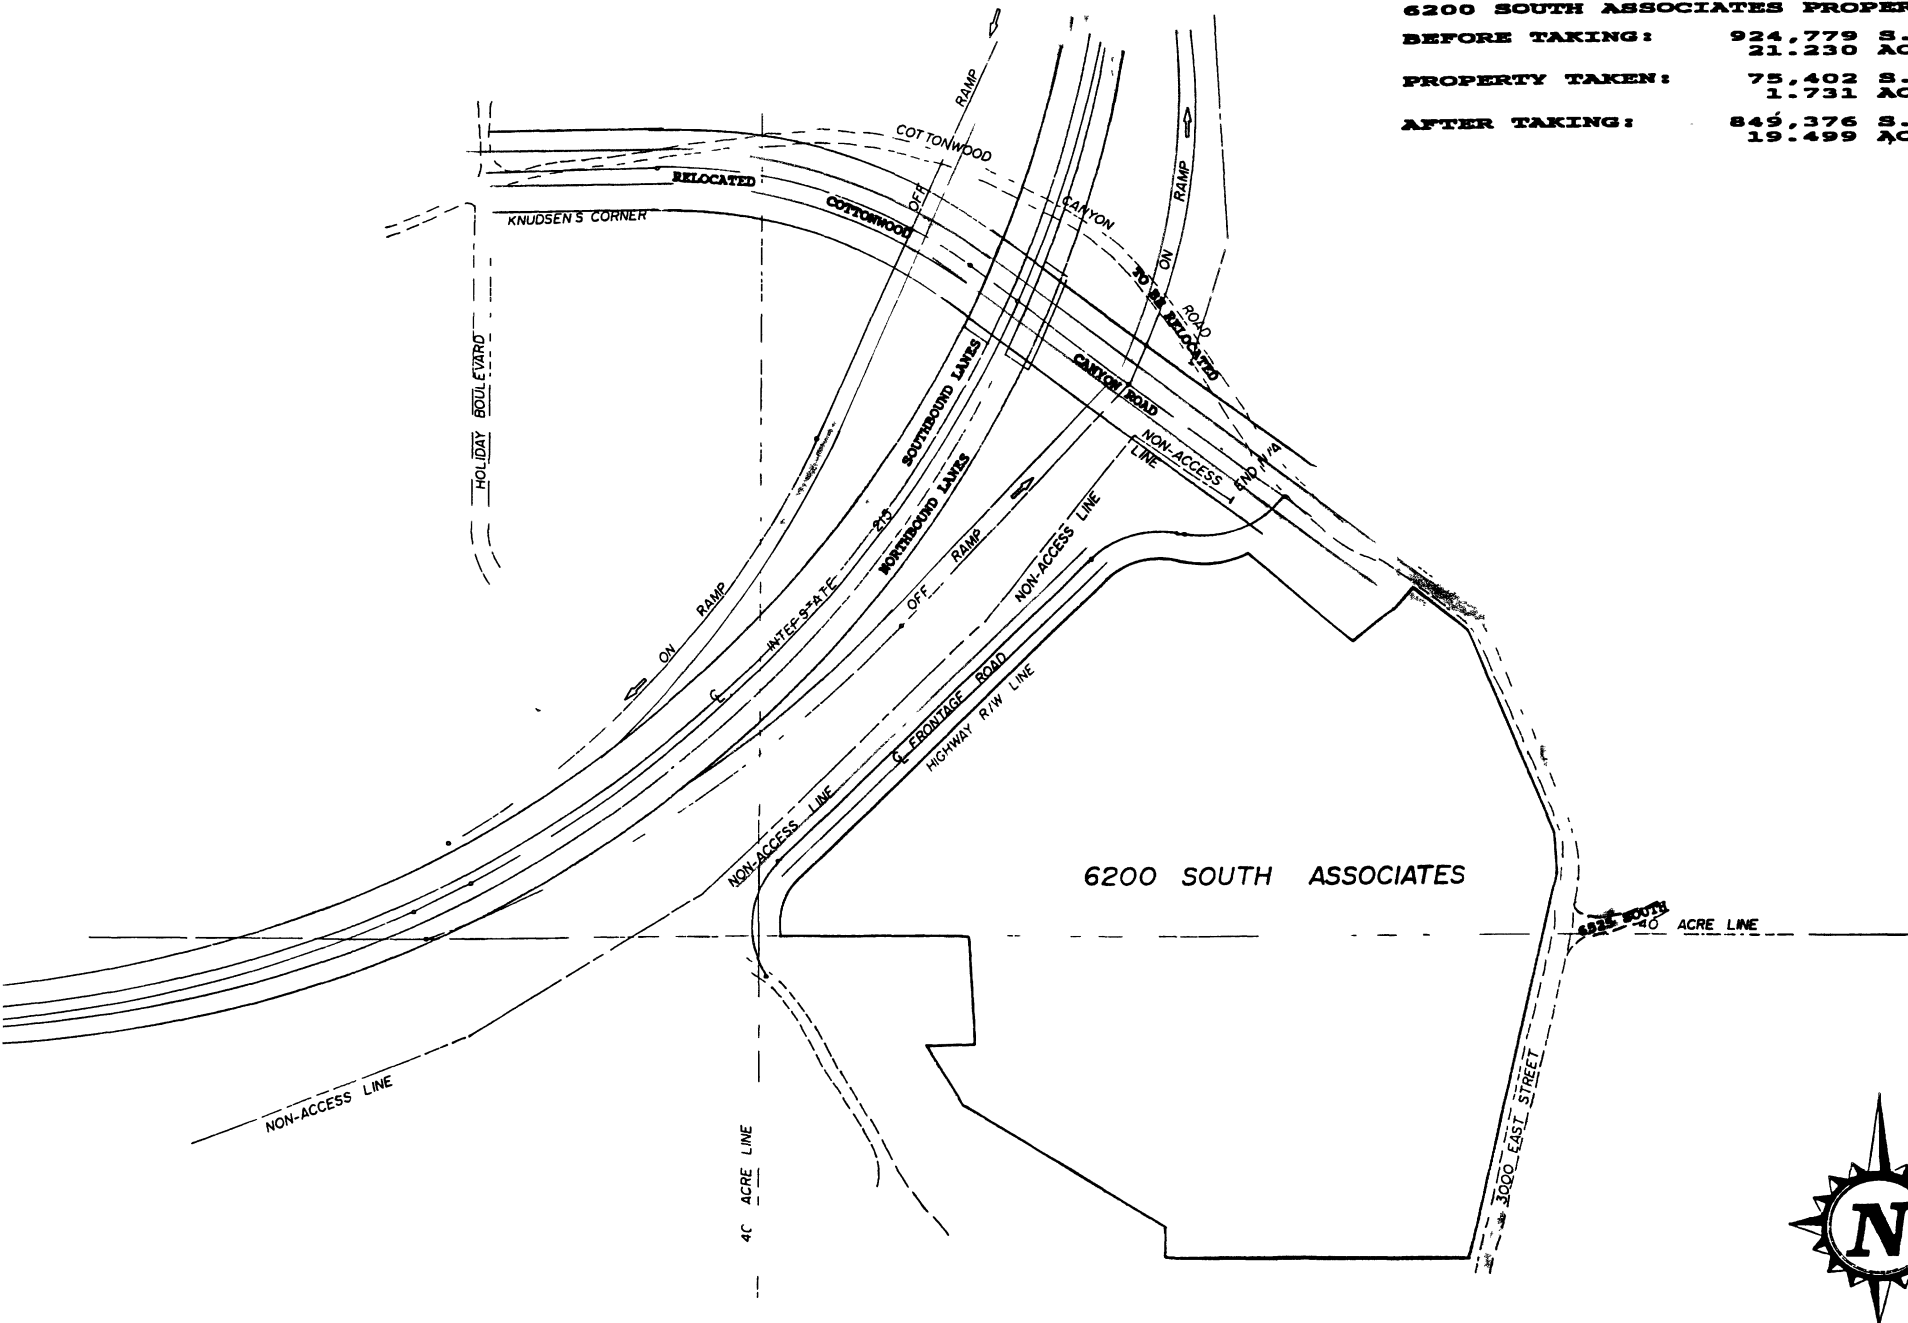 6200 SOUTH ASSOCIATES PROPER
BEFORE TAKING: 924,779 S.
21.230 AC
PROPERTY TAKEN: 75,402 S.
1.731 AC
AFTER TAKING: 849,376 S.
19.499 AC
RAMP
OFF
COTTONWOOD
CANYON
ROAD
TO BE RELOCATED
RELOCATED
COTTONWOOD
CANYON ROAD
KNUDSEN'S CORNER
RAMP
ON
HOLIDAY BOULEVARD
SOUTHBOUND LANES
NORTHBOUND LANES
NON-ACCESS
LINE
END N/A
INTERSTATE 215
OFF RAMP
NON-ACCESS LINE
ON RAMP
℄
℄ FRONTAGE ROAD
HIGHWAY R/W LINE
NON-ACCESS LINE
6200 SOUTH ASSOCIATES
SOUTH
40 ACRE LINE
NON-ACCESS LINE
40 ACRE LINE
3000 EAST STREET
N